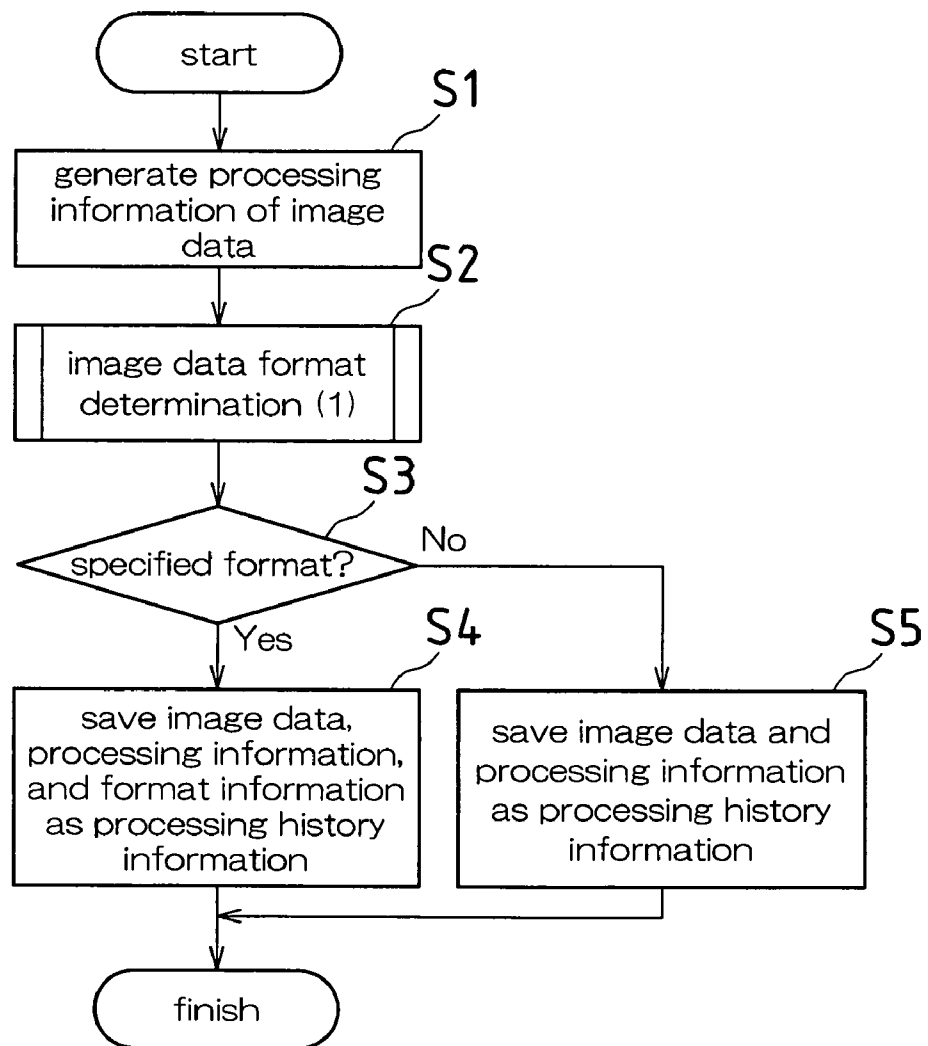 start
S1
generate processing
information of image
data
S2
image data format
determination (1)
S3
specified format?
No
Yes
S4
save image data,
processing information,
and format information
as processing history
information
S5
save image data and
processing information
as processing history
information
finish